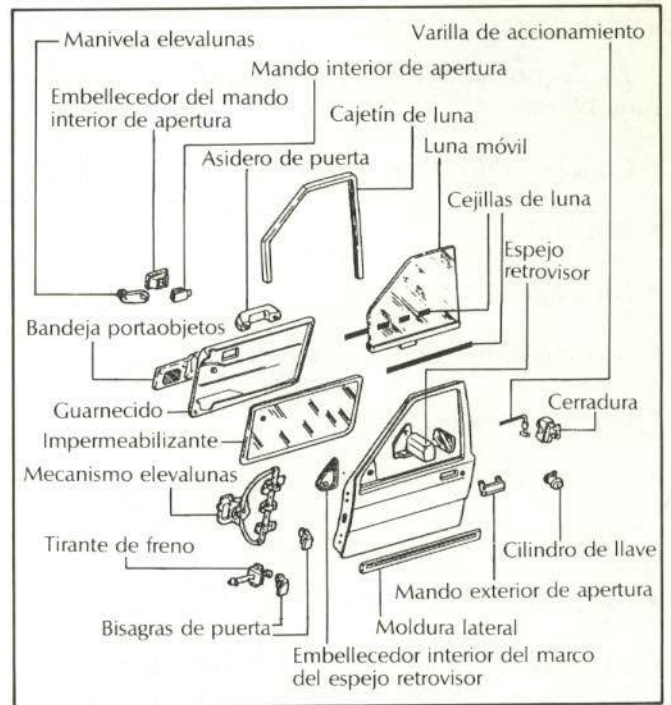 Manivela elevalunas
Varilla de accionamiento
Mando interior de apertura
Embellecedor del mando
interior de apertura
Cajetín de luna
Asidero de puerta
Luna móvil
Cejillas de luna
Espejo
retrovisor
Bandeja portaobjetos
Guarnecido
Cerradura
Impermeabilizante
Mecanismo elevalunas
Tirante de freno
Cilindro de llave
Mando exterior de apertura
Bisagras de puerta
Moldura lateral
Embellecedor interior del marco
del espejo retrovisor